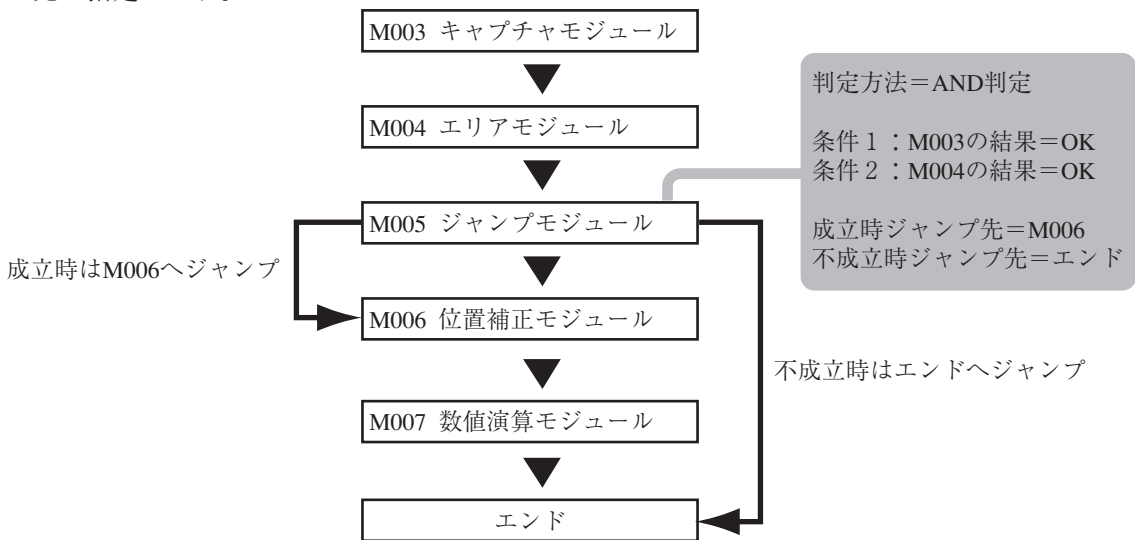 M003 キャプチャモジュール
M004 エリアモジュール
判定方法＝AND判定
条件１：M003の結果＝OK
条件２：M004の結果＝OK
成立時ジャンプ先＝M006
不成立時ジャンプ先＝エンド
M005 ジャンプモジュール
成立時はM006へジャンプ
M006 位置補正モジュール
不成立時はエンドへジャンプ
M007 数値演算モジュール
エンド